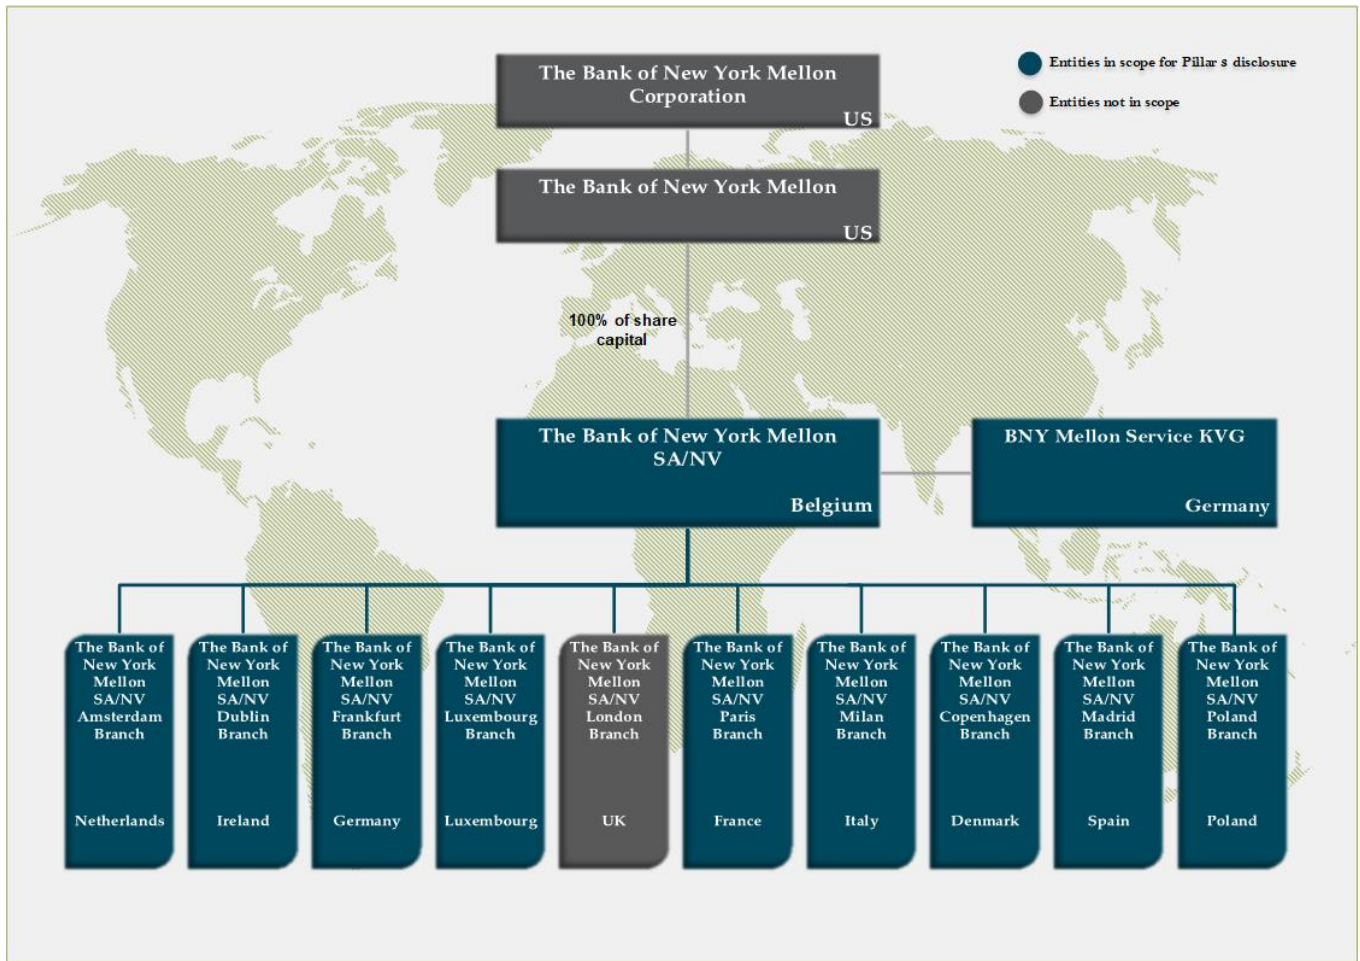 The Bank of New York Mellon
Corporation
US
Entities in scope for Pillar 3 disclosure
Entities not in scope
The Bank of New York Mellon
US
100% of share
capital
The Bank of New York Mellon
SA/NV
Belgium
BNY Mellon Service KVG
Germany
The Bank of
New York
Mellon
SA/NV
Amsterdam
Branch
Netherlands
The Bank of
New York
Mellon
SA/NV
Dublin
Branch
Ireland
The Bank of
New York
Mellon
SA/NV
Frankfurt
Branch
Germany
The Bank of
New York
Mellon
SA/NV
Luxembourg
Branch
Luxembourg
The Bank of
New York
Mellon
SA/NV
London
Branch
UK
The Bank of
New York
Mellon
SA/NV
Paris
Branch
France
The Bank of
New York
Mellon
SA/NV
Milan
Branch
Italy
The Bank of
New York
Mellon
SA/NV
Copenhagen
Branch
Denmark
The Bank of
New York
Mellon
SA/NV
Madrid
Branch
Spain
The Bank of
New York
Mellon
SA/NV
Poland
Branch
Poland